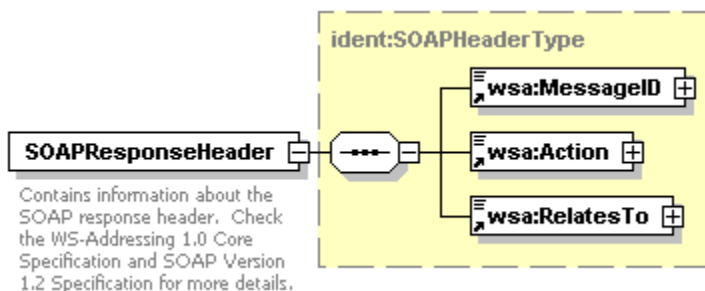 ident:SOAPHeaderType
wsa:MessageID
SOAPResponseHeader
wsa:Action
Contains information about the
SOAP response header.  Check
the WS-Addressing 1.0 Core
Specification and SOAP Version
1.2 Specification for more details.
wsa:RelatesTo